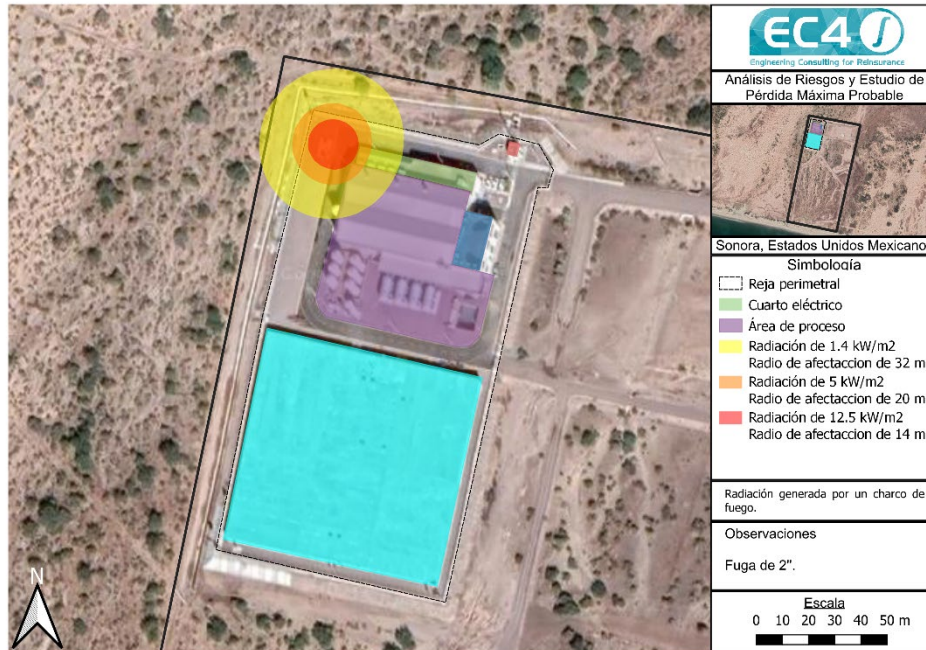 EC4
Engineering Consulting for Reinsurance
Análisis de Riesgos y Estudio de
Pérdida Máxima Probable
Sonora, Estados Unidos Mexicano
Simbología
Reja perimetral
Cuarto eléctrico
Área de proceso
Radiación de 1.4 kW/m2
Radio de afectaccion de 32 m
Radiación de 5 kW/m2
Radio de afectaccion de 20 m
Radiación de 12.5 kW/m2
Radio de afectaccion de 14 m
Radiación generada por un charco de
fuego.
Observaciones
Fuga de 2".
Escala
0 10 20 30 40 50 m
N